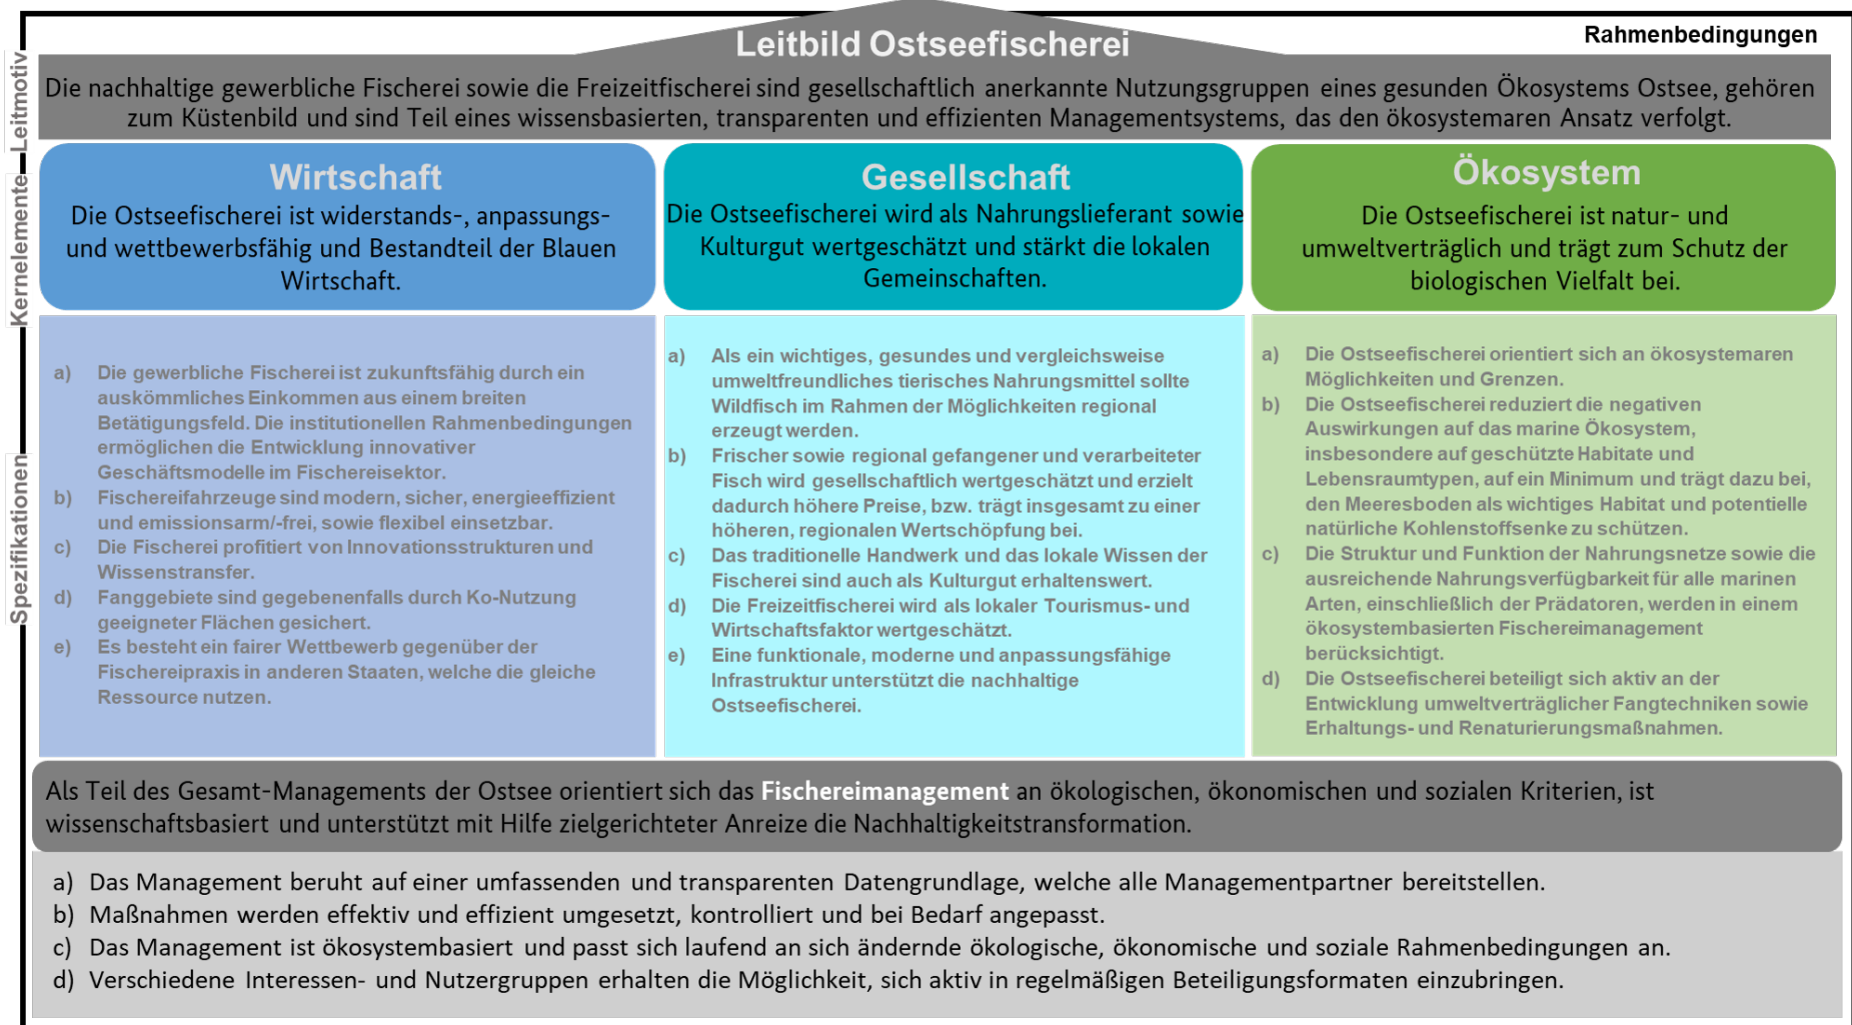 Leitbild Ostseefischerei
Rahmenbedingungen
Leitmotiv
Die nachhaltige gewerbliche Fischerei sowie die Freizeitfischerei sind gesellschaftlich anerkannte Nutzungsgruppen eines gesunden Ökosystems Ostsee, gehören
zum Küstenbild und sind Teil eines wissensbasierten, transparenten und effizienten Managementsystems, das den ökosystemaren Ansatz verfolgt.
Kernelemente
Wirtschaft
Die Ostseefischerei ist widerstands-, anpassungs-
und wettbewerbsfähig und Bestandteil der Blauen
Wirtschaft.
Gesellschaft
Die Ostseefischerei wird als Nahrungslieferant sowie
Kulturgut wertgeschätzt und stärkt die lokalen
Gemeinschaften.
Ökosystem
Die Ostseefischerei ist natur- und
umweltverträglich und trägt zum Schutz der
biologischen Vielfalt bei.
Spezifikationen
a) Die gewerbliche Fischerei ist zukunftsfähig durch ein
auskömmliches Einkommen aus einem breiten
Betätigungsfeld. Die institutionellen Rahmenbedingungen
ermöglichen die Entwicklung innovativer
Geschäftsmodelle im Fischereisektor.
b) Fischereifahrzeuge sind modern, sicher, energieeffizient
und emissionsarm/-frei, sowie flexibel einsetzbar.
c) Die Fischerei profitiert von Innovationsstrukturen und
Wissenstransfer.
d) Fanggebiete sind gegebenenfalls durch Ko-Nutzung
geeigneter Flächen gesichert.
e) Es besteht ein fairer Wettbewerb gegenüber der
Fischereipraxis in anderen Staaten, welche die gleiche
Ressource nutzen.
a) Als ein wichtiges, gesundes und vergleichsweise
umweltfreundliches tierisches Nahrungsmittel sollte
Wildfisch im Rahmen der Möglichkeiten regional
erzeugt werden.
b) Frischer sowie regional gefangener und verarbeiteter
Fisch wird gesellschaftlich wertgeschätzt und erzielt
dadurch höhere Preise, bzw. trägt insgesamt zu einer
höheren, regionalen Wertschöpfung bei.
c) Das traditionelle Handwerk und das lokale Wissen der
Fischerei sind auch als Kulturgut erhaltenswert.
d) Die Freizeitfischerei wird als lokaler Tourismus- und
Wirtschaftsfaktor wertgeschätzt.
e) Eine funktionale, moderne und anpassungsfähige
Infrastruktur unterstützt die nachhaltige
Ostseefischerei.
a) Die Ostseefischerei orientiert sich an ökosystemaren
Möglichkeiten und Grenzen.
b) Die Ostseefischerei reduziert die negativen
Auswirkungen auf das marine Ökosystem,
insbesondere auf geschützte Habitate und
Lebensraumtypen, auf ein Minimum und trägt dazu bei,
den Meeresboden als wichtiges Habitat und potentielle
natürliche Kohlenstoffsenke zu schützen.
c) Die Struktur und Funktion der Nahrungsnetze sowie die
ausreichende Nahrungsverfügbarkeit für alle marinen
Arten, einschließlich der Prädatoren, werden in einem
ökosystembasierten Fischereimanagement
berücksichtigt.
d) Die Ostseefischerei beteiligt sich aktiv an der
Entwicklung umweltverträglicher Fangtechniken sowie
Erhaltungs- und Renaturierungsmaßnahmen.
Als Teil des Gesamt-Managements der Ostsee orientiert sich das Fischereimanagement an ökologischen, ökonomischen und sozialen Kriterien, ist
wissenschaftsbasiert und unterstützt mit Hilfe zielgerichteter Anreize die Nachhaltigkeitstransformation.
a) Das Management beruht auf einer umfassenden und transparenten Datengrundlage, welche alle Managementpartner bereitstellen.
b) Maßnahmen werden effektiv und effizient umgesetzt, kontrolliert und bei Bedarf angepasst.
c) Das Management ist ökosystembasiert und passt sich laufend an sich ändernde ökologische, ökonomische und soziale Rahmenbedingungen an.
d) Verschiedene Interessen- und Nutzergruppen erhalten die Möglichkeit, sich aktiv in regelmäßigen Beteiligungsformaten einzubringen.